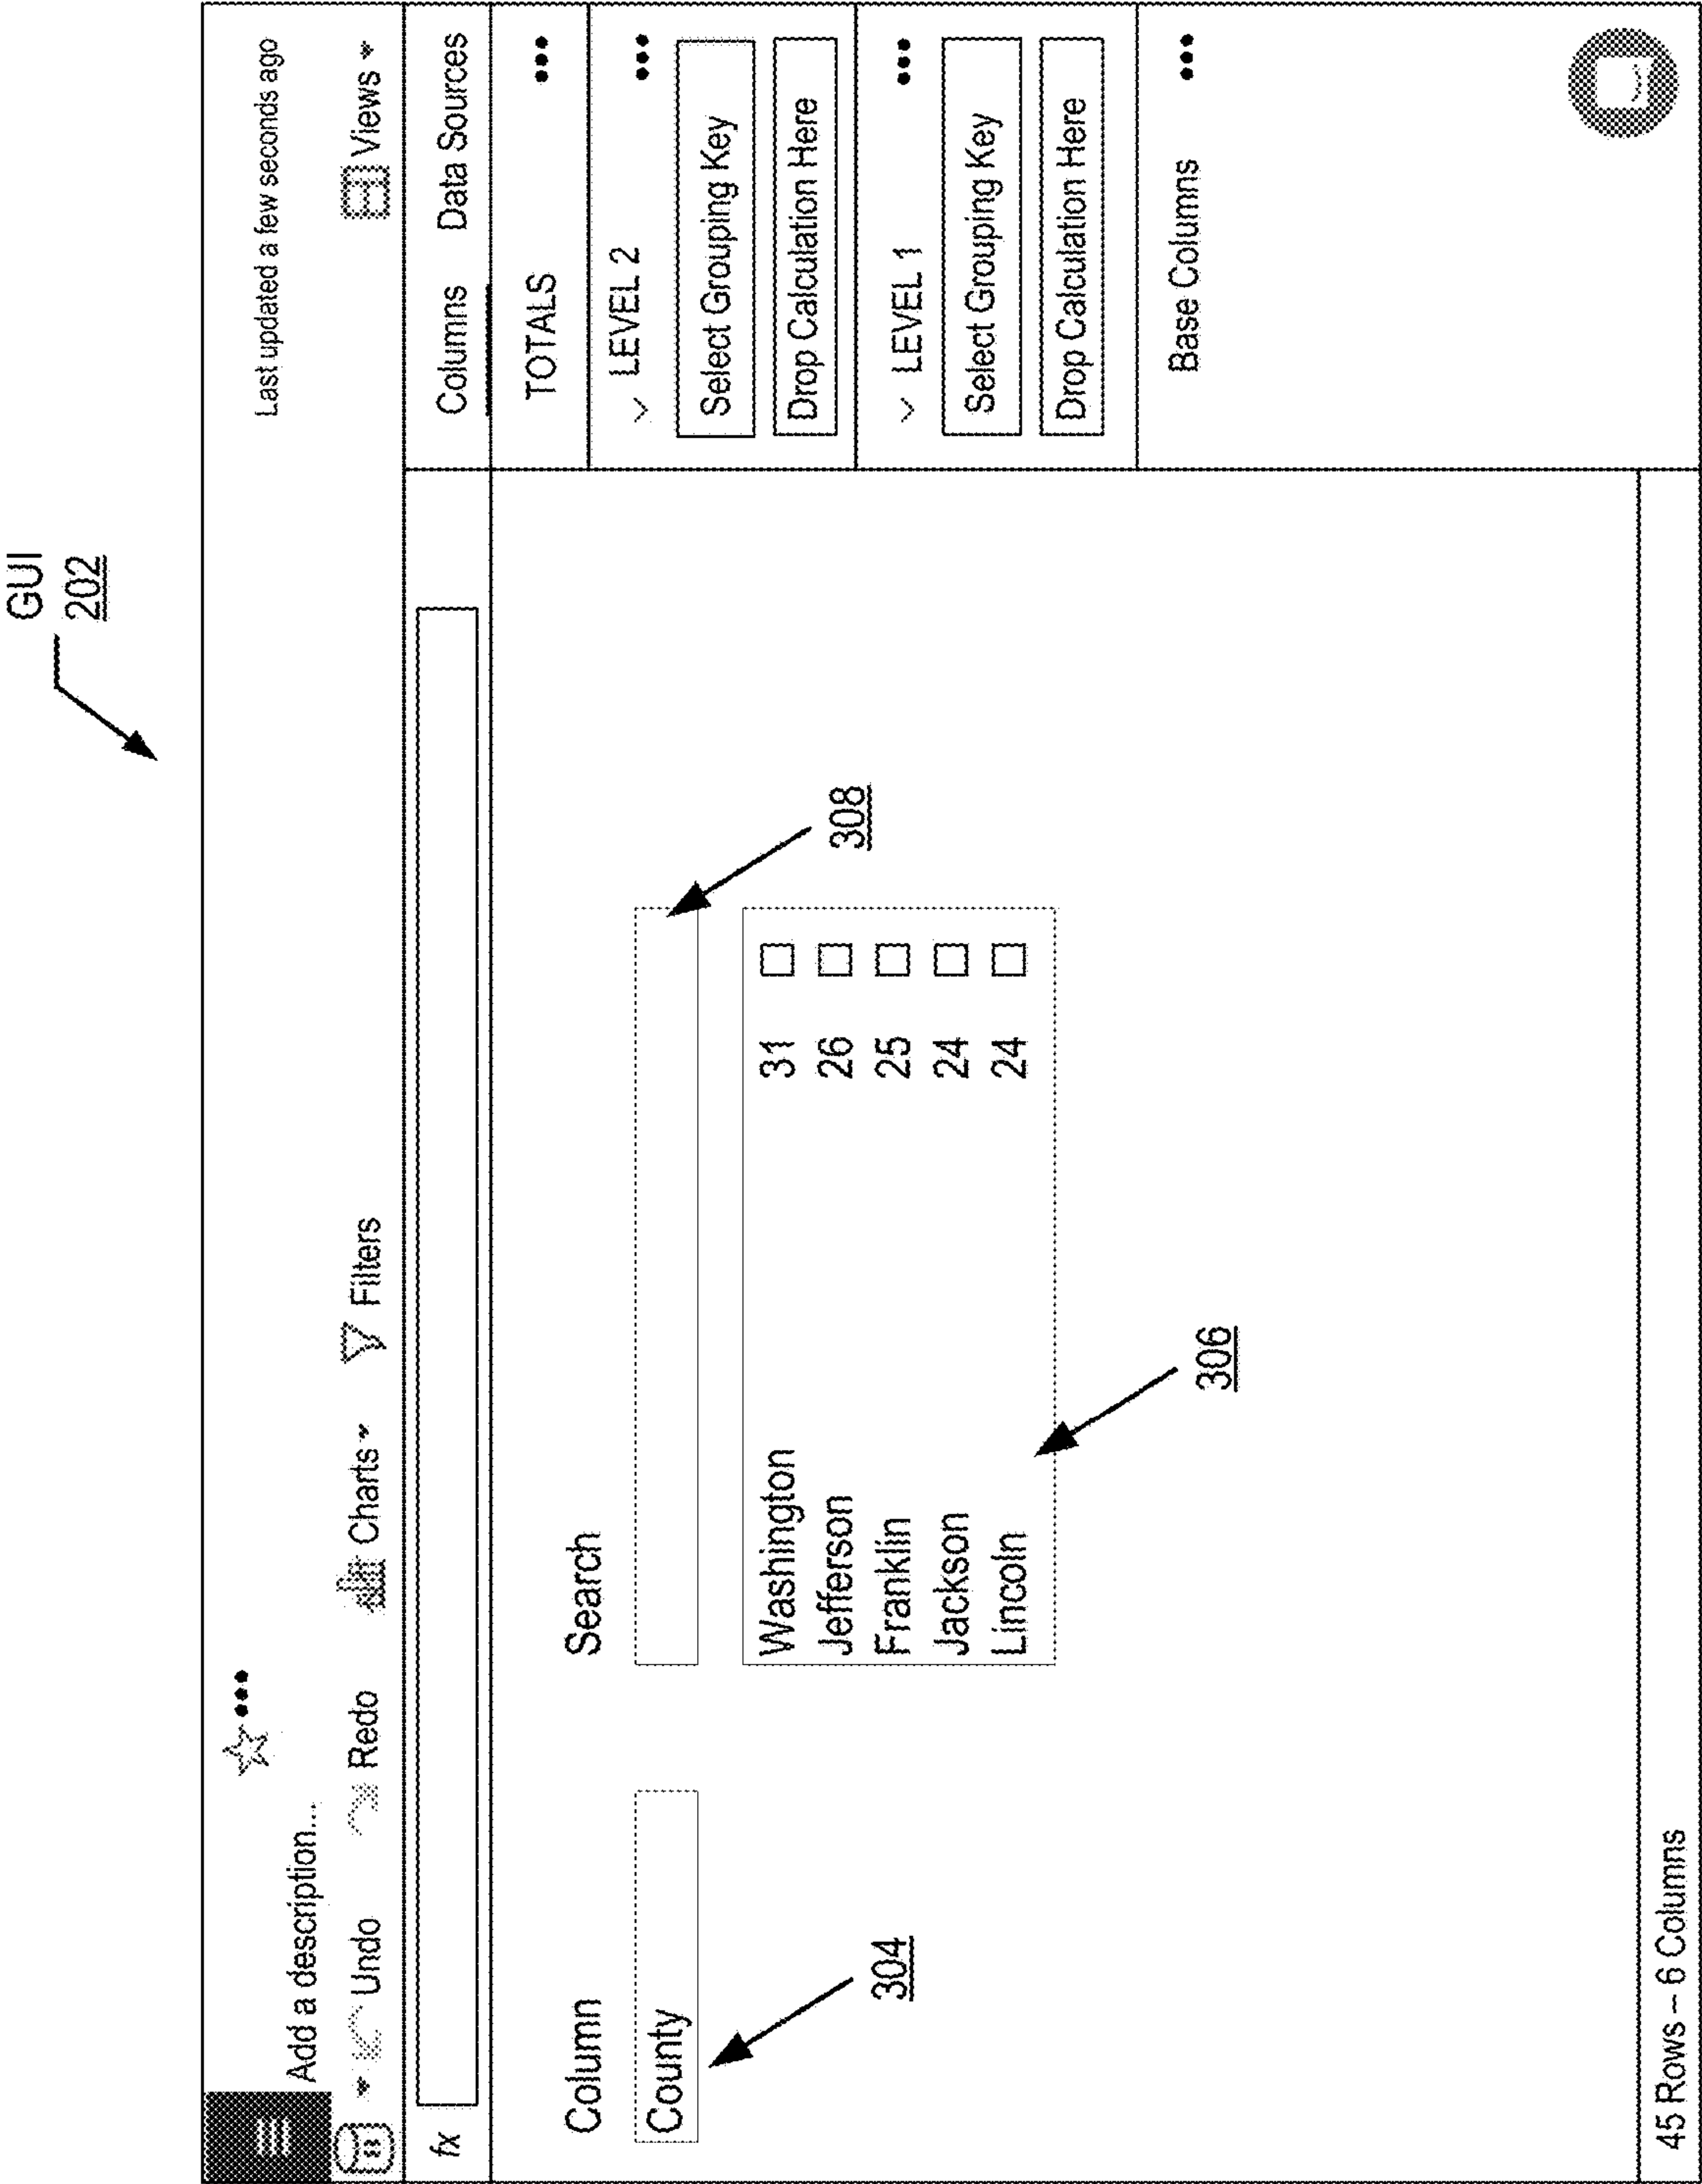 GUI
202
Last updated a few seconds ago
Add a description...
Undo Redo Charts Filters Views
fx
Columns Data Sources
TOTALS
LEVEL 2
Select Grouping Key
Drop Calculation Here
LEVEL 1
Select Grouping Key
Drop Calculation Here
Base Columns
Column Search
County
304
308
Washington 31
Jefferson 26
Franklin 25
Jackson 24
Lincoln 24
306
45 Rows – 6 Columns